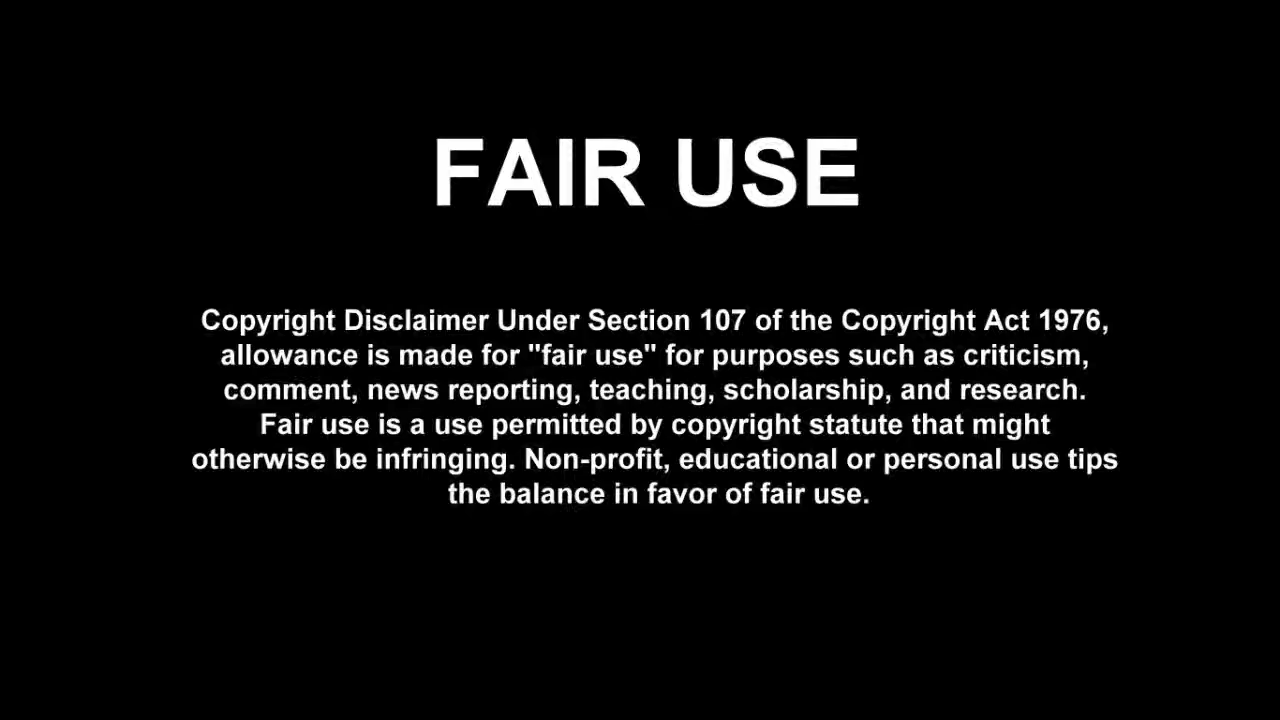 FAIR USE
Copyright Disclaimer Under Section 107 of the Copyright Act 1976,
allowance is made for "fair use" for purposes such as criticism,
comment, news reporting, teaching, scholarship, and research.
Fair use is a use permitted by copyright statute that might
otherwise be infringing. Non-profit, educational or personal use tips
the balance in favor of fair use.